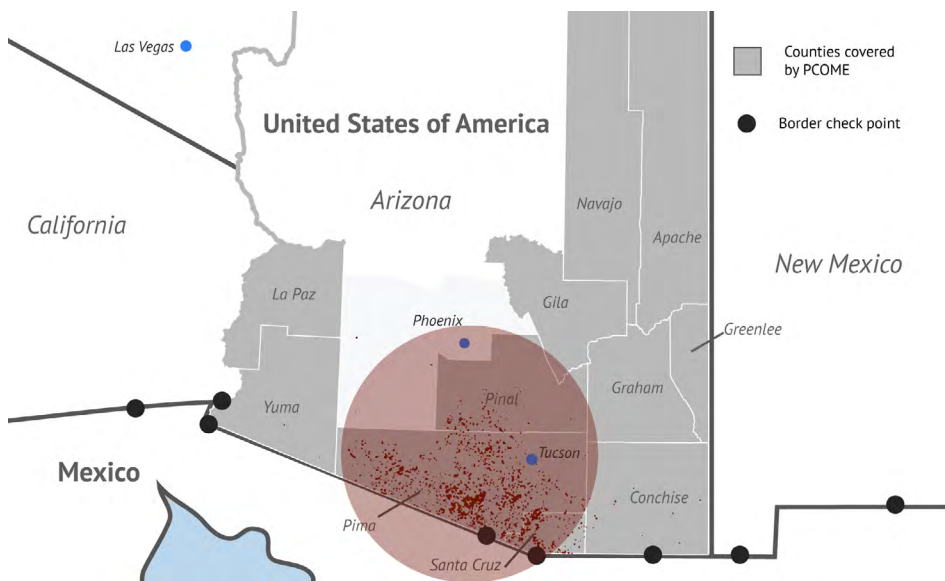 Las Vegas
Counties covered
by PCOME
Border check point
United States of America
Arizona
California
Navajo
Apache
New Mexico
La Paz
Gila
Phoenix
Greenlee
Yuma
Pinal
Graham
Tucson
Mexico
Conchise
Pima
Santa Cruz